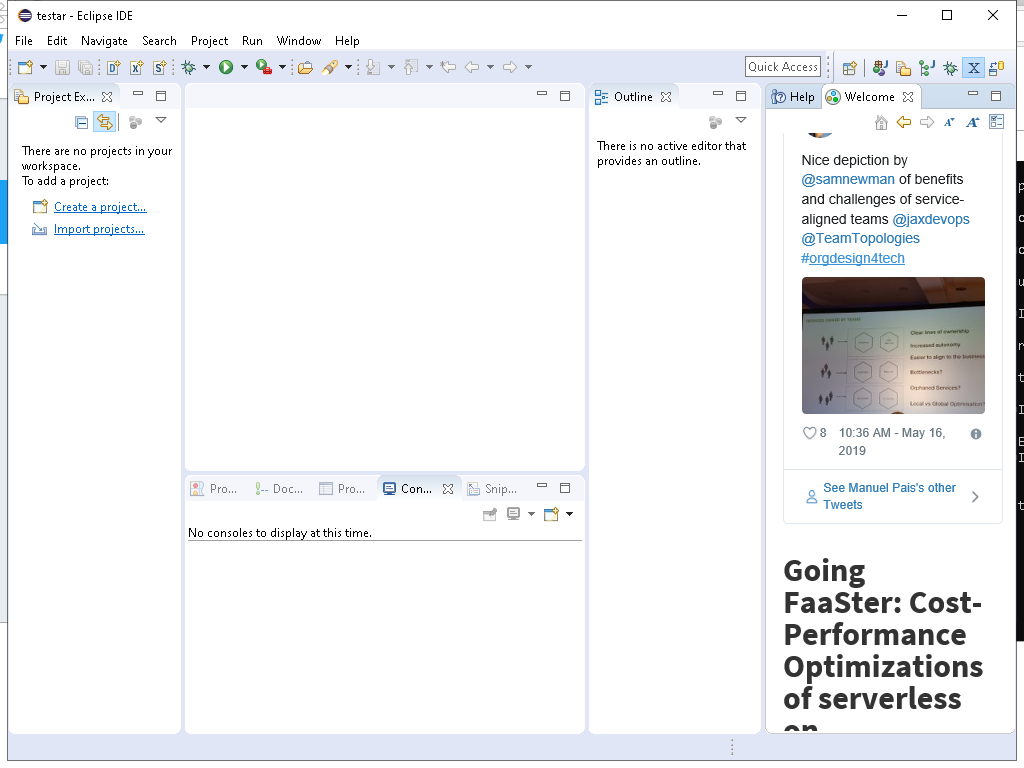 testar - Eclipse IDE
File Edit Navigate Search Project Run Window Help
Quick Access
Project Ex...
There are no projects in your
workspace.
To add a project:
Create a project...
Import projects...
Outline
There is no active editor that
provides an outline.
Help
Welcome
Nice depiction by
@samnewman of benefits
and challenges of service-
aligned teams @jaxdevops
@TeamTopologies
#orgdesign4tech
Clear lines of ownership
Increased autonomy
Easier to align to the business
Bottlenecks?
Orphaned Services?
Local vs Global Optimisation?
8 10:36 AM - May 16,
2019
See Manuel Pais's other
Tweets
Going
FaaSter: Cost-
Performance
Optimizations
of serverless
on
Pro... Doc... Pro... Con... Snip...
No consoles to display at this time.